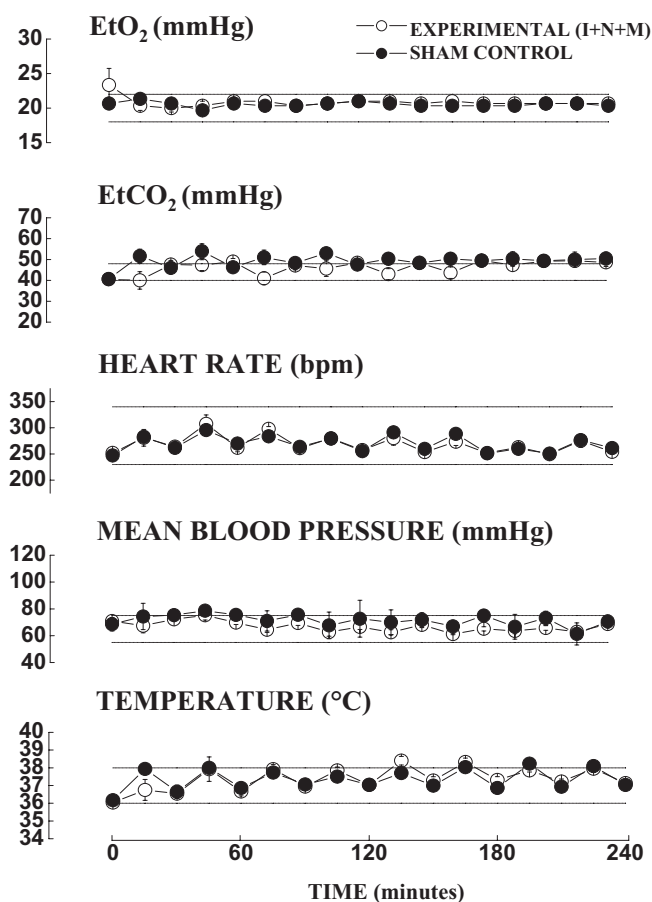 EtO₂ (mmHg)
EXPERIMENTAL (I+N+M)
SHAM CONTROL
30
25
20
15
EtCO₂ (mmHg)
70
60
50
40
30
20
HEART RATE (bpm)
350
300
250
200
MEAN BLOOD PRESSURE (mmHg)
120
100
80
60
40
TEMPERATURE (°C)
40
39
38
37
36
35
34
0 60 120 180 240
TIME (minutes)